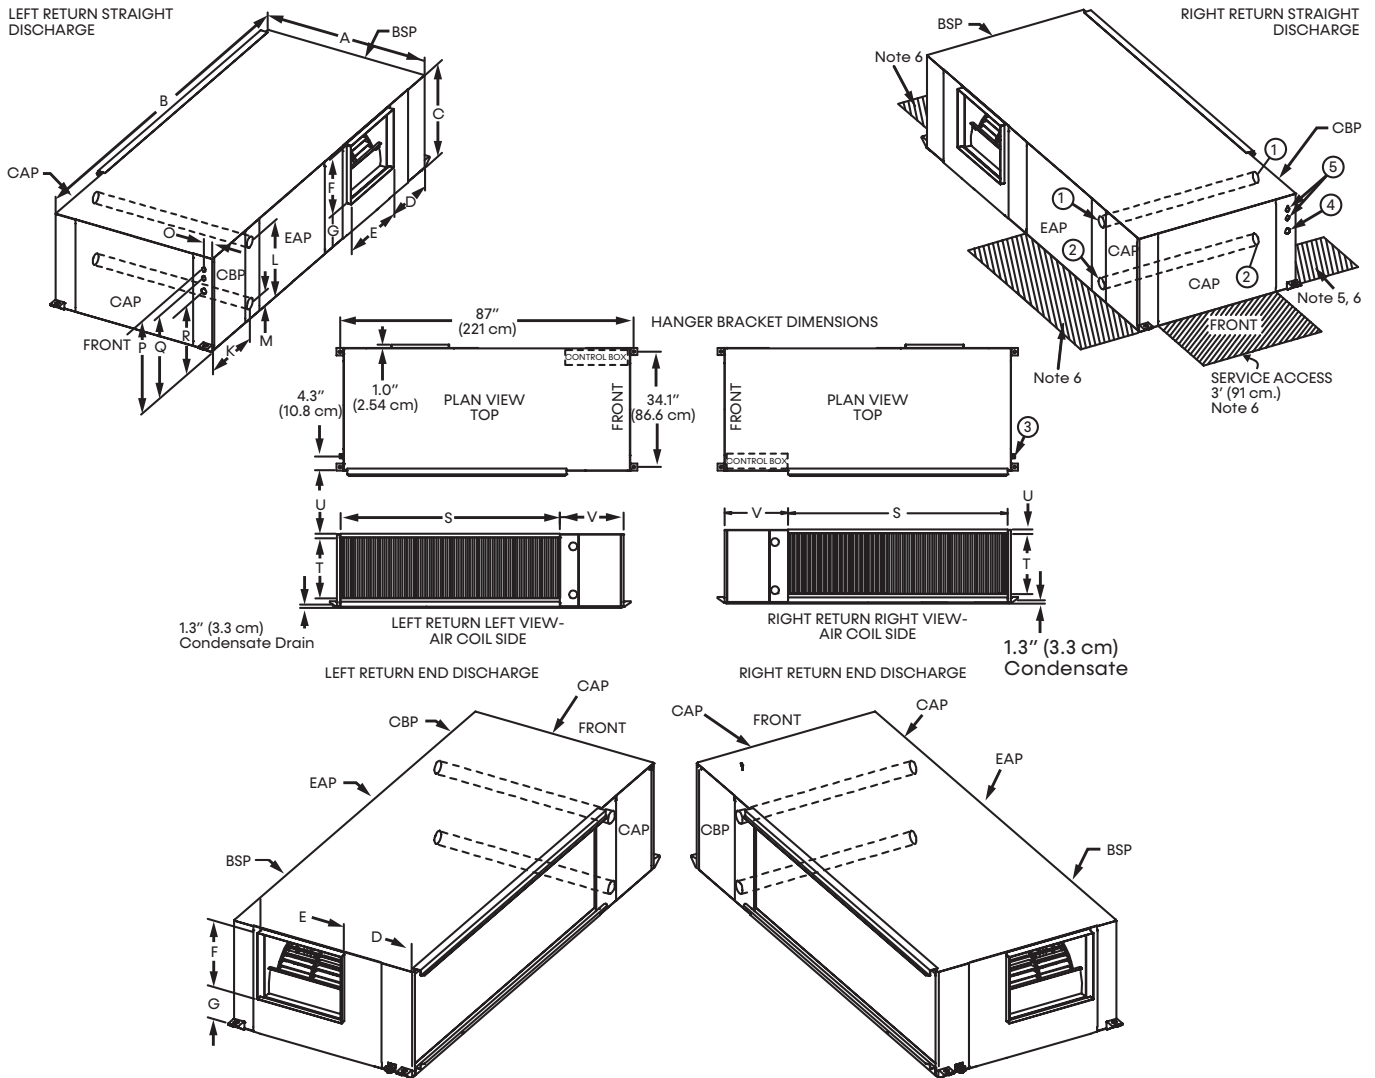 LEFT RETURN STRAIGHT
DISCHARGE
A
BSP
B
C
CAP
F
D
G
E
O
EAP
L
CBP
CAP
FRONT
P
Q
R
K
M
RIGHT RETURN STRAIGHT
DISCHARGE
BSP
Note 6
CBP
1
5
1
4
EAP
2
CAP
CAP
2
Note 5, 6
FRONT
Note 6
SERVICE ACCESS
3’ (91 cm.)
Note 6
87”
(221 cm)
HANGER BRACKET DIMENSIONS
CONTROL BOX
4.3”
(10.8 cm)
1.0”
(2.54 cm)
PLAN VIEW
TOP
FRONT
34.1”
(86.6 cm)
FRONT
PLAN VIEW
TOP
3
CONTROL BOX
U
S
V
T
1.3” (3.3 cm)
Condensate Drain
LEFT RETURN LEFT VIEW-
AIR COIL SIDE
V
S
U
T
RIGHT RETURN RIGHT VIEW-
AIR COIL SIDE
1.3” (3.3 cm)
Condensate
LEFT RETURN END DISCHARGE
CAP
CBP
FRONT
EAP
CAP
BSP
E
D
F
G
RIGHT RETURN END DISCHARGE
CAP
FRONT
CAP
EAP
CBP
BSP